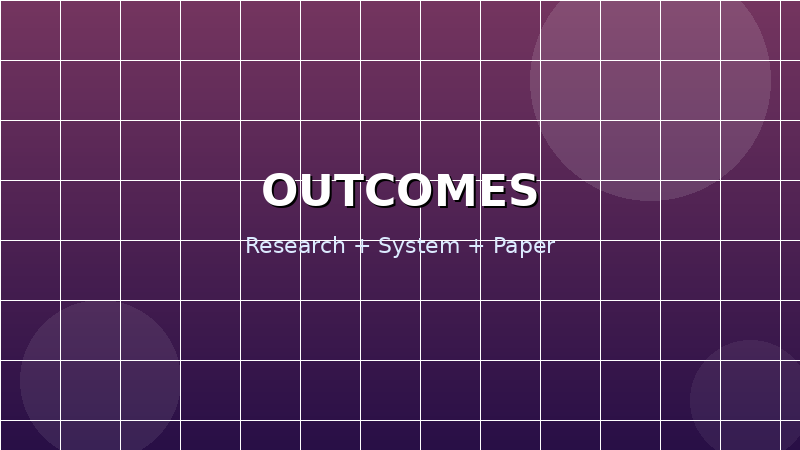 OUTCOMES
Research + System + Paper